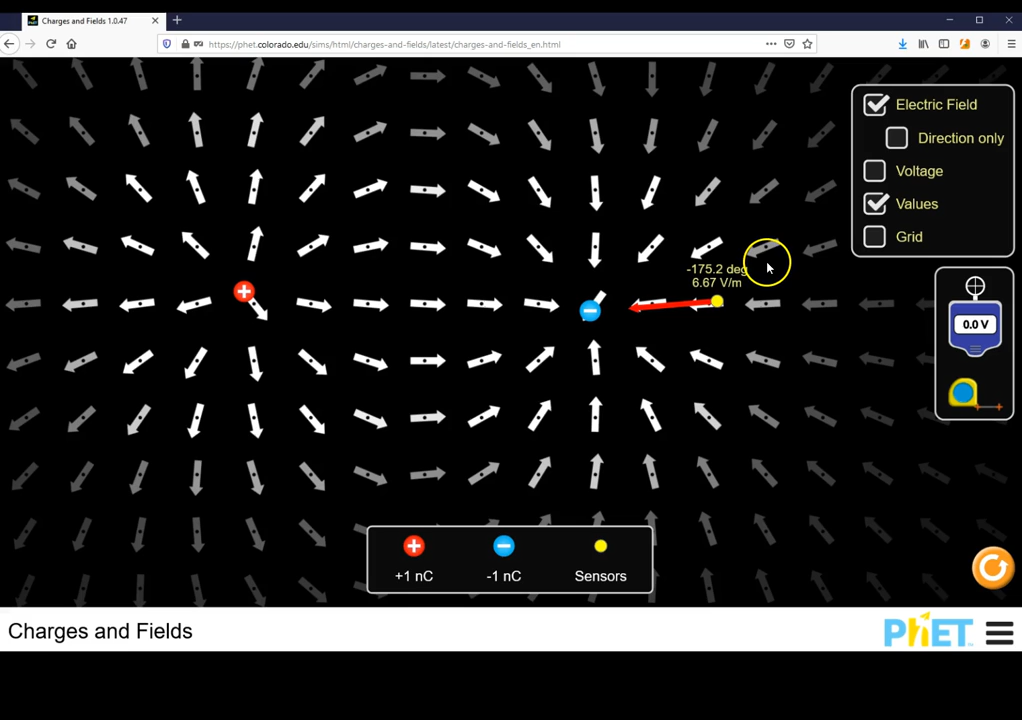 Charges and Fields 1.0.47
https://phet.colorado.edu/sims/html/charges-and-fields/latest/charges-and-fields_en.html
Electric Field
Direction only
Voltage
Values
Grid
-175.2 deg
6.67 V/m
0.0 V
+1 nC
-1 nC
Sensors
Charges and Fields
PhET